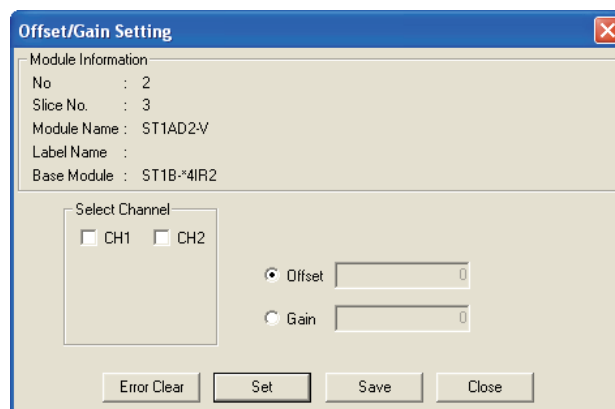 Offset/Gain Setting
Module Information
No : 2
Slice No. : 3
Module Name : ST1AD2-V
Label Name :
Base Module : ST1B-*4IR2
Select Channel
CH1 CH2
Offset 0
Gain 0
Error Clear Set Save Close